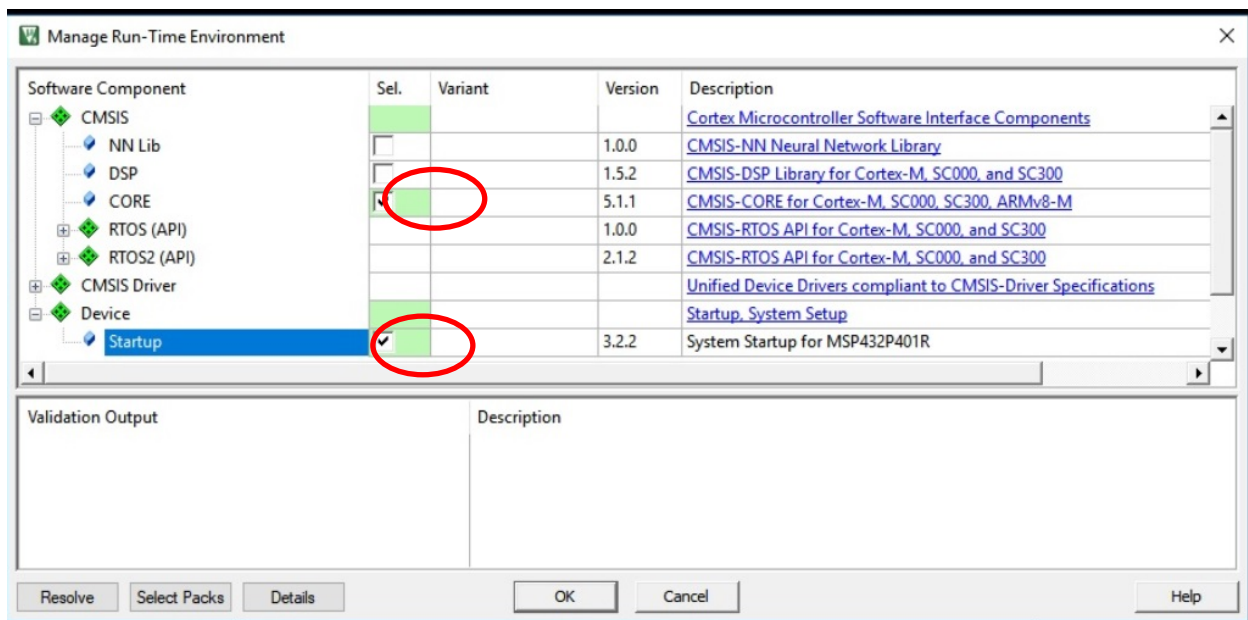 Manage Run-Time Environment
Software Component Sel. Variant Version Description
CMSIS Cortex Microcontroller Software Interface Components
NN Lib 1.0.0 CMSIS-NN Neural Network Library
DSP 1.5.2 CMSIS-DSP Library for Cortex-M, SC000, and SC300
CORE 5.1.1 CMSIS-CORE for Cortex-M, SC000, SC300, ARMv8-M
RTOS (API) 1.0.0 CMSIS-RTOS API for Cortex-M, SC000, and SC300
RTOS2 (API) 2.1.2 CMSIS-RTOS API for Cortex-M, SC000, and SC300
CMSIS Driver Unified Device Drivers compliant to CMSIS-Driver Specifications
Device Startup, System Setup
Startup 3.2.2 System Startup for MSP432P401R
Validation Output Description
Resolve Select Packs Details OK Cancel Help